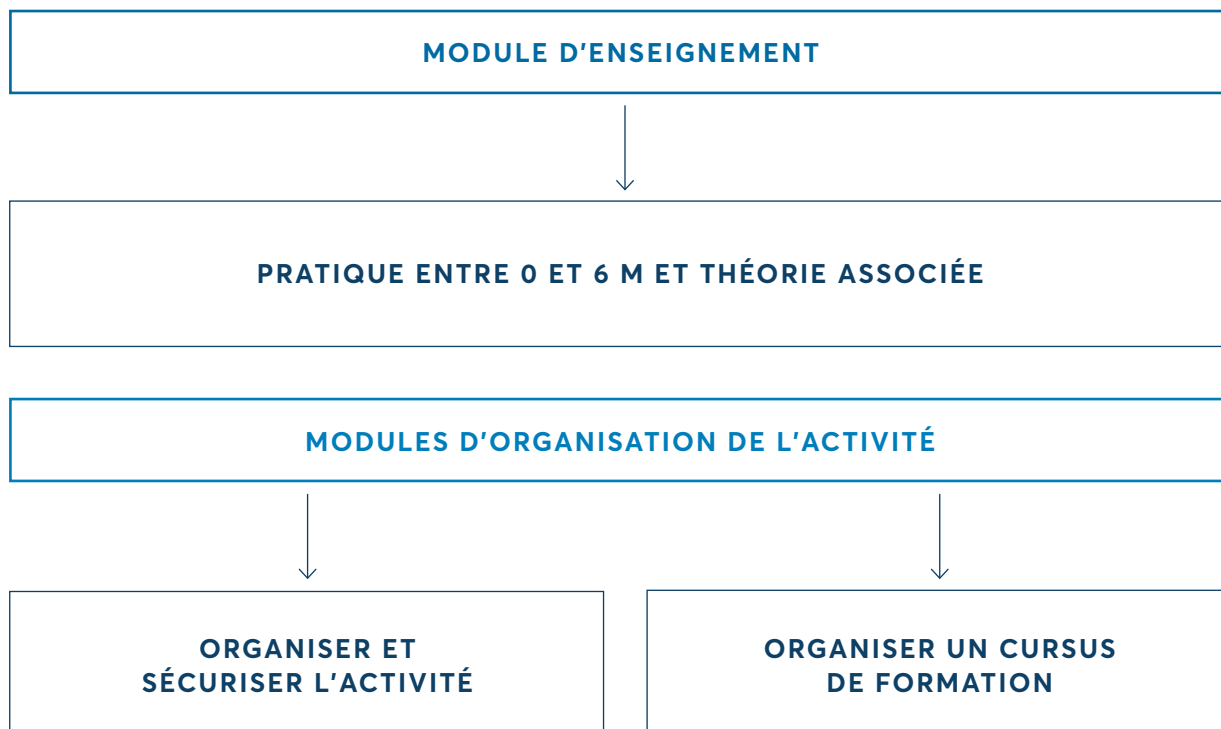 MODULE D’ENSEIGNEMENT
PRATIQUE ENTRE 0 ET 6 M ET THÉORIE ASSOCIÉE
MODULES D’ORGANISATION DE L’ACTIVITÉ
ORGANISER ET
SÉCURISER L’ACTIVITÉ
ORGANISER UN CURSUS
DE FORMATION